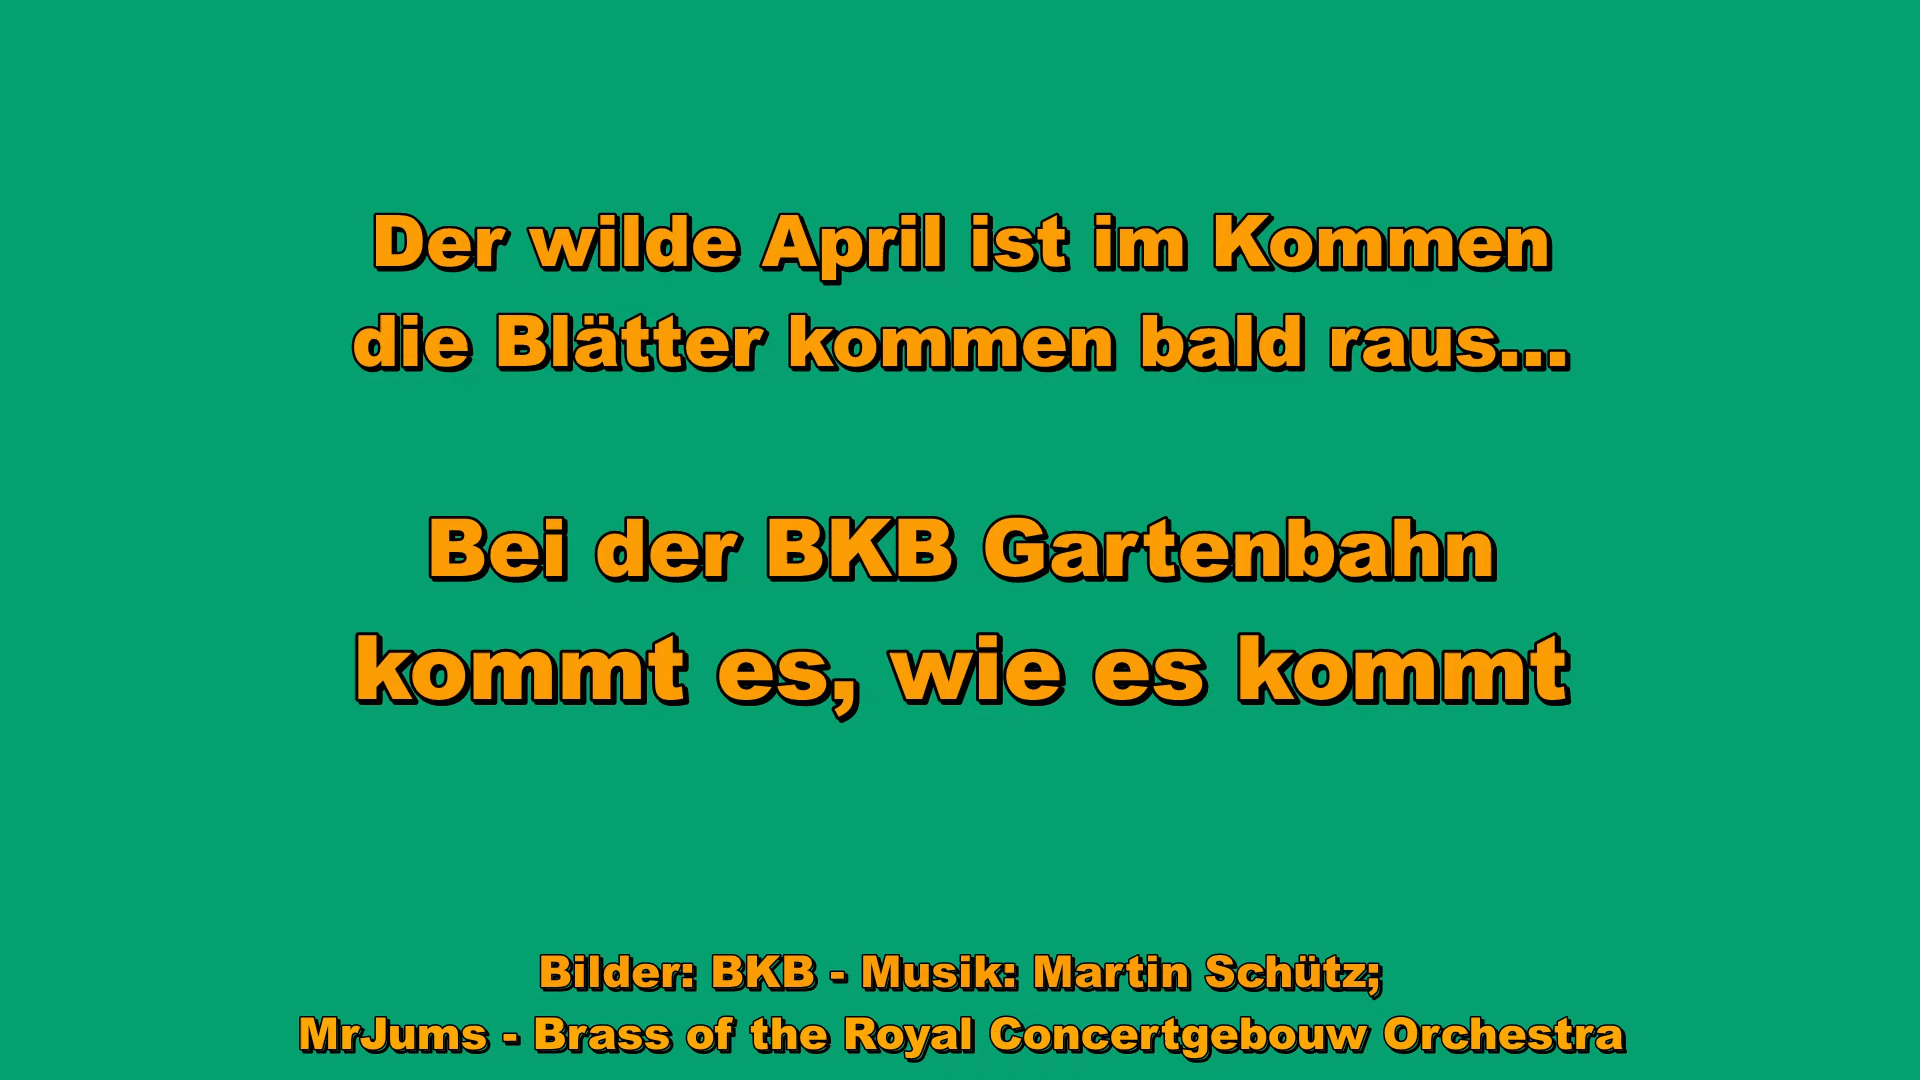 Der wilde April ist im Kommen
die Blätter kommen bald raus...
Bei der BKB Gartenbahn
kommt es, wie es kommt
Bilder: BKB - Musik: Martin Schütz;
MrJums - Brass of the Royal Concertgebouw Orchestra